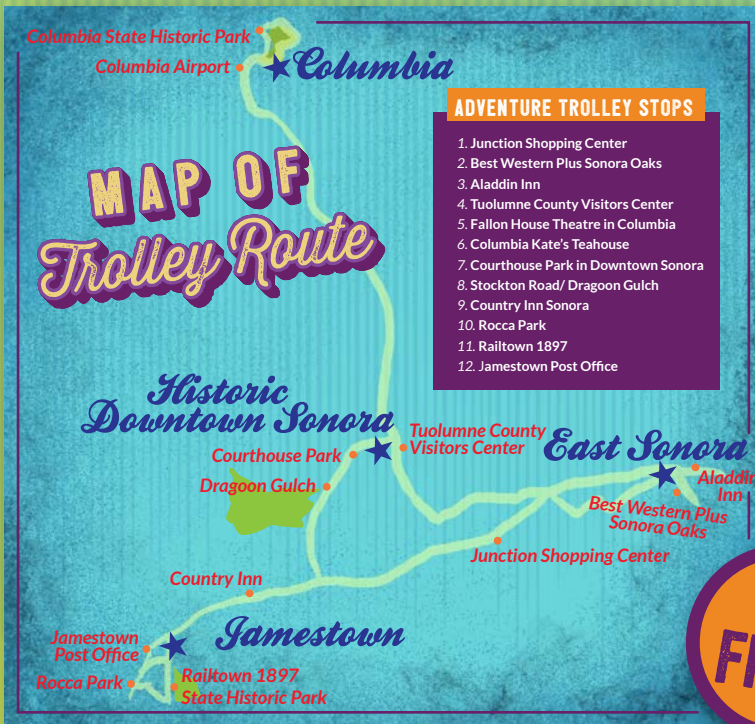 Columbia State Historic Park
Columbia Airport
Columbia
MAP OF
Trolley Route
ADVENTURE TROLLEY STOPS
1. Junction Shopping Center
2. Best Western Plus Sonora Oaks
3. Aladdin Inn
4. Tuolumne County Visitors Center
5. Fallon House Theatre in Columbia
6. Columbia Kate's Teahouse
7. Courthouse Park in Downtown Sonora
8. Stockton Road/ Dragoon Gulch
9. Country Inn Sonora
10. Rocca Park
11. Railtown 1897
12. Jamestown Post Office
Historic
Downtown Sonora
Courthouse Park
Dragoon Gulch
Tuolumne County
Visitors Center
East Sonora
Aladdin
Inn
Best Western Plus
Sonora Oaks
Junction Shopping Center
Country Inn
Jamestown
Jamestown
Post Office
Rocca Park
Railtown 1897
State Historic Park